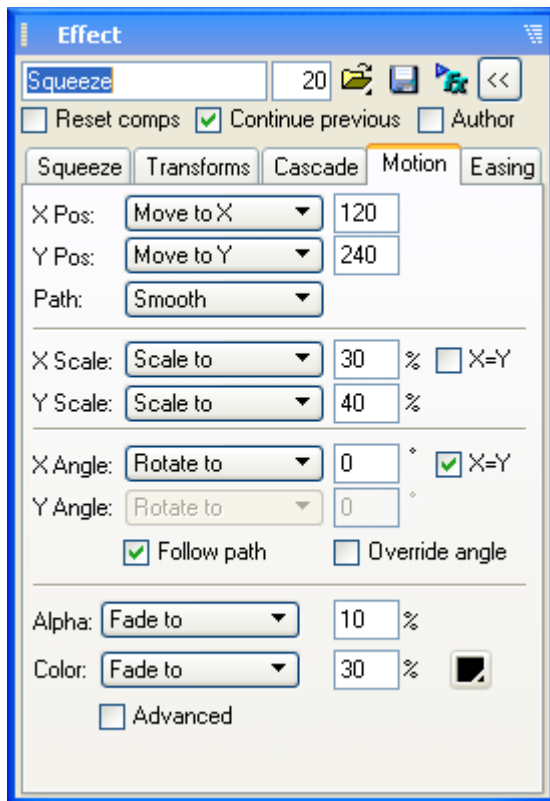 Effect
Squeeze 20 Fx <<
Reset comps Continue previous Author
Squeeze Transforms Cascade Motion Easing
X Pos: Move to X 120
Y Pos: Move to Y 240
Path: Smooth
X Scale: Scale to 30 % X=Y
Y Scale: Scale to 40 %
X Angle: Rotate to 0 ° X=Y
Y Angle: Rotate to 0 °
Follow path Override angle
Alpha: Fade to 10 %
Color: Fade to 30 %
Advanced